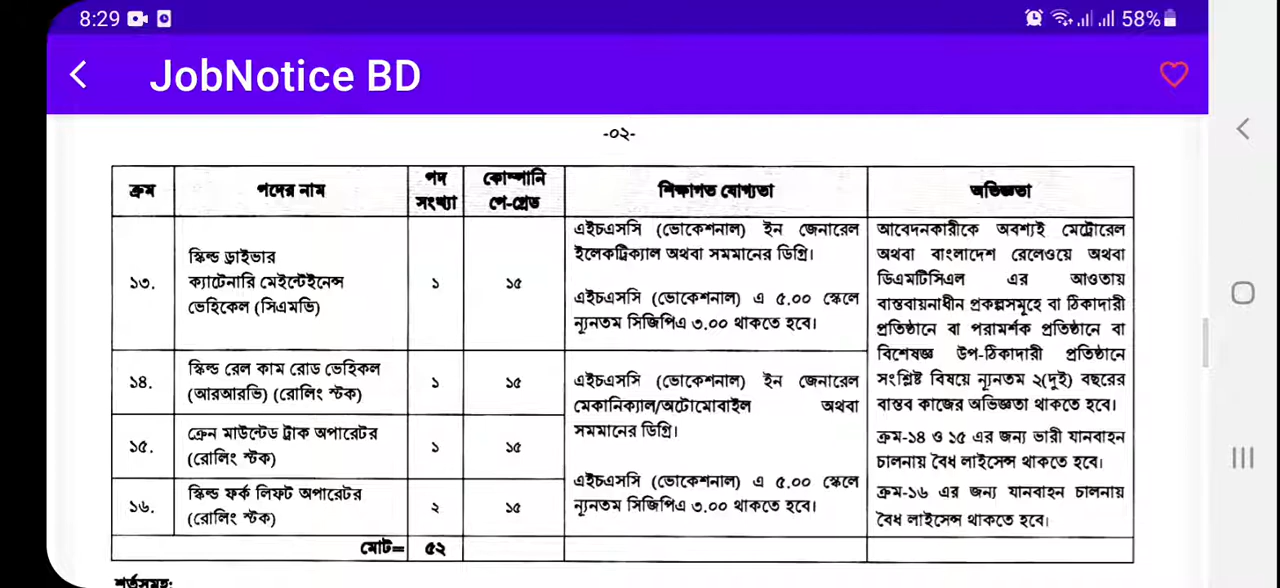 8:29
58%
JobNotice BD
-০২-
ক্রম
পদের নাম
পদ
সংখ্যা
কোম্পানি
পে-গ্রেড
শিক্ষাগত যোগ্যতা
অভিজ্ঞতা
১৩.
স্কিল্ড ড্রাইভার
ক্যাটেনারি মেইন্টেইনেন্স
ভেহিকেল (সিএমভি)
১
১৫
এইচএসসি (ভোকেশনাল) ইন জেনারেল
ইলেকট্রিক্যাল অথবা সমমানের ডিগ্রি।
এইচএসসি (ভোকেশনাল) এ ৫.০০ স্কেলে
ন্যূনতম সিজিপিএ ৩.০০ থাকতে হবে।
আবেদনকারীকে অবশ্যই মেট্রোরেল
অথবা বাংলাদেশ রেলেওয়ে অথবা
ডিএমটিসিএল এর আওতায়
বাস্তবায়নাধীন প্রকল্পসমূহে বা ঠিকাদারী
প্রতিষ্ঠানে বা পরামর্শক প্রতিষ্ঠানে বা
বিশেষজ্ঞ উপ-ঠিকাদারী প্রতিষ্ঠানে
সংশ্লিষ্ট বিষয়ে ন্যূনতম ২(দুই) বছরের
বাস্তব কাজের অভিজ্ঞতা থাকতে হবে।
ক্রম-১৪ ও ১৫ এর জন্য ভারী যানবাহন
চালনায় বৈধ লাইসেন্স থাকতে হবে।
ক্রম-১৬ এর জন্য যানবাহন চালনায়
বৈধ লাইসেন্স থাকতে হবে।
১৪.
স্কিল্ড রেল কাম রোড ভেহিকল
(আরআরভি) (রোলিং স্টক)
১
১৫
এইচএসসি (ভোকেশনাল) ইন জেনারেল
মেকানিক্যাল/অটোমোবাইল অথবা
সমমানের ডিগ্রি।
এইচএসসি (ভোকেশনাল) এ ৫.০০ স্কেলে
ন্যূনতম সিজিপিএ ৩.০০ থাকতে হবে।
১৫.
ক্রেন মাউন্টেড ট্রাক অপারেটর
(রোলিং স্টক)
১
১৫
১৬.
স্কিল্ড ফর্ক লিফট অপারেটর
(রোলিং স্টক)
২
১৫
মোট=
৫২
শর্তসমূহ: